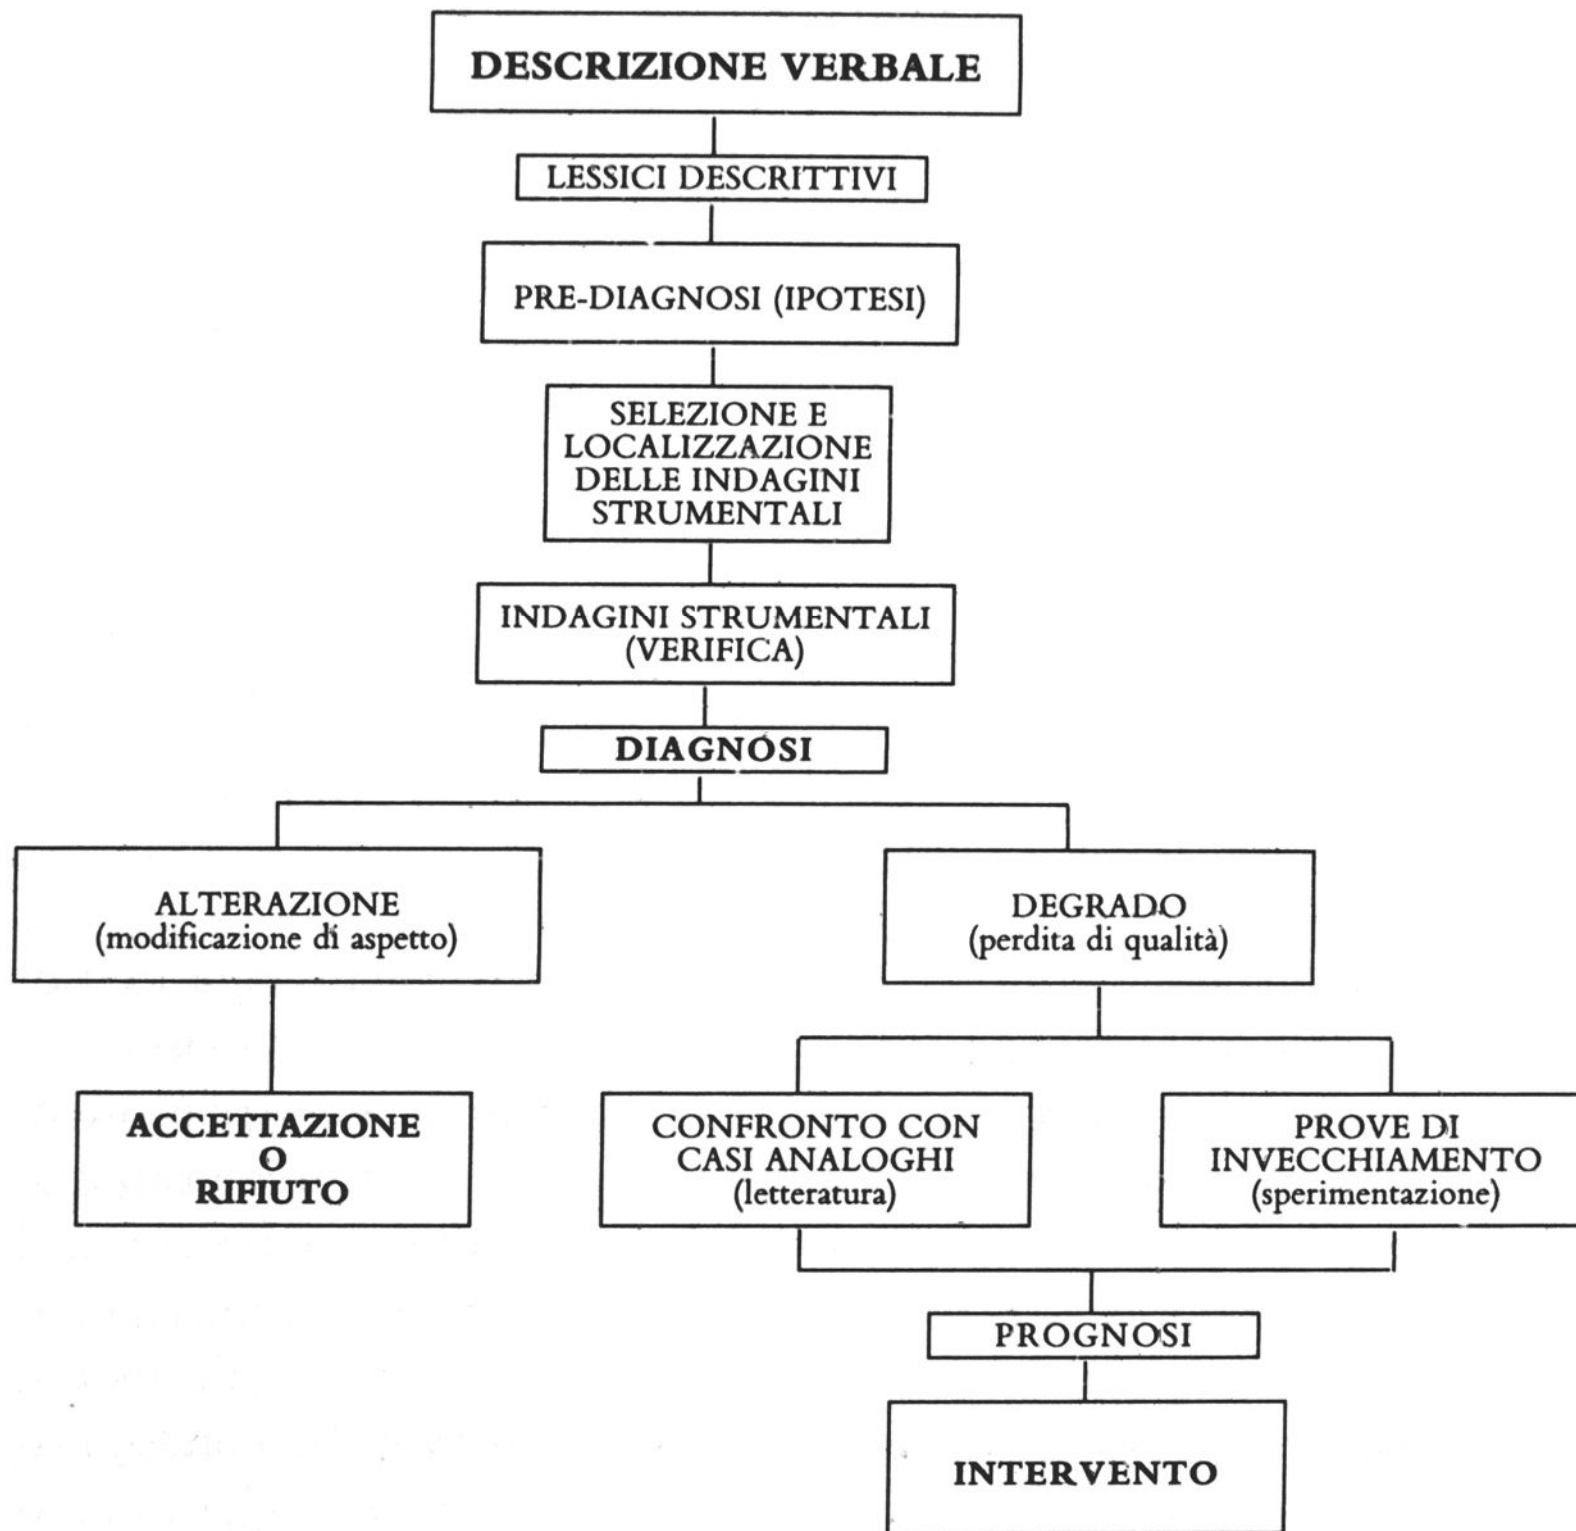 DESCRIZIONE VERBALE
LESSICI DESCRITTIVI
PRE-DIAGNOSI (IPOTESI)
SELEZIONE E
LOCALIZZAZIONE
DELLE INDAGINI
STRUMENTALI
INDAGINI STRUMENTALI
(VERIFICA)
DIAGNOSI
ALTERAZIONE
(modificazione di aspetto)
DEGRADO
(perdita di qualità)
ACCETTAZIONE
O
RIFIUTO
CONFRONTO CON
CASI ANALOGHI
(letteratura)
PROVE DI
INVECCHIAMENTO
(sperimentazione)
PROGNOSI
INTERVENTO